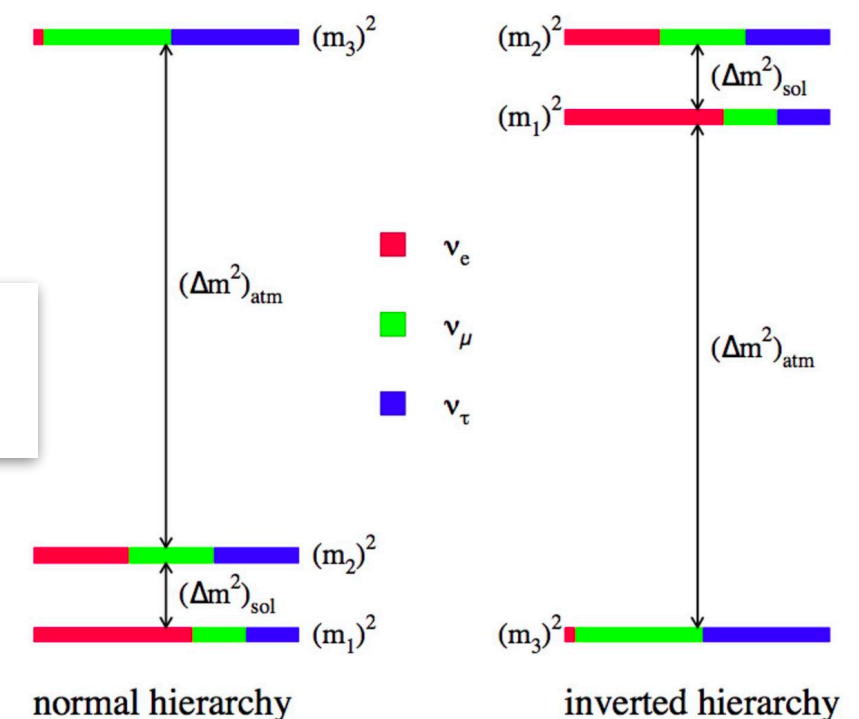 (m₃)²
(Δm²)atm
(m₂)²
(Δm²)sol
(m₁)²
normal hierarchy
νe
νμ
ντ
(m₂)²
(Δm²)sol
(m₁)²
(Δm²)atm
(m₃)²
inverted hierarchy